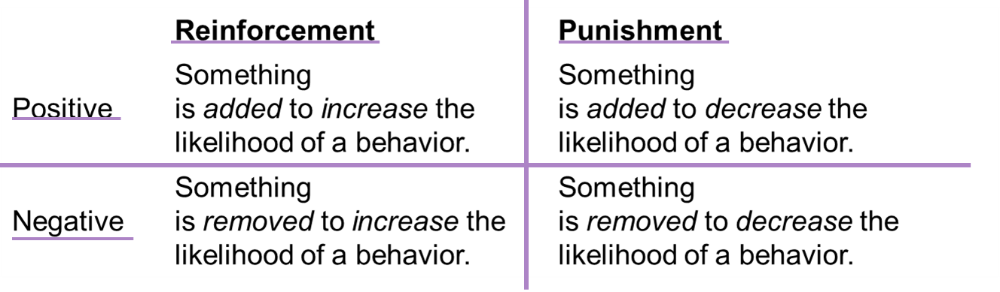 Reinforcement
Punishment
Positive
Something
is added to increase the
likelihood of a behavior.
Something
is added to decrease the
likelihood of a behavior.
Negative
Something
is removed to increase the
likelihood of a behavior.
Something
is removed to decrease the
likelihood of a behavior.